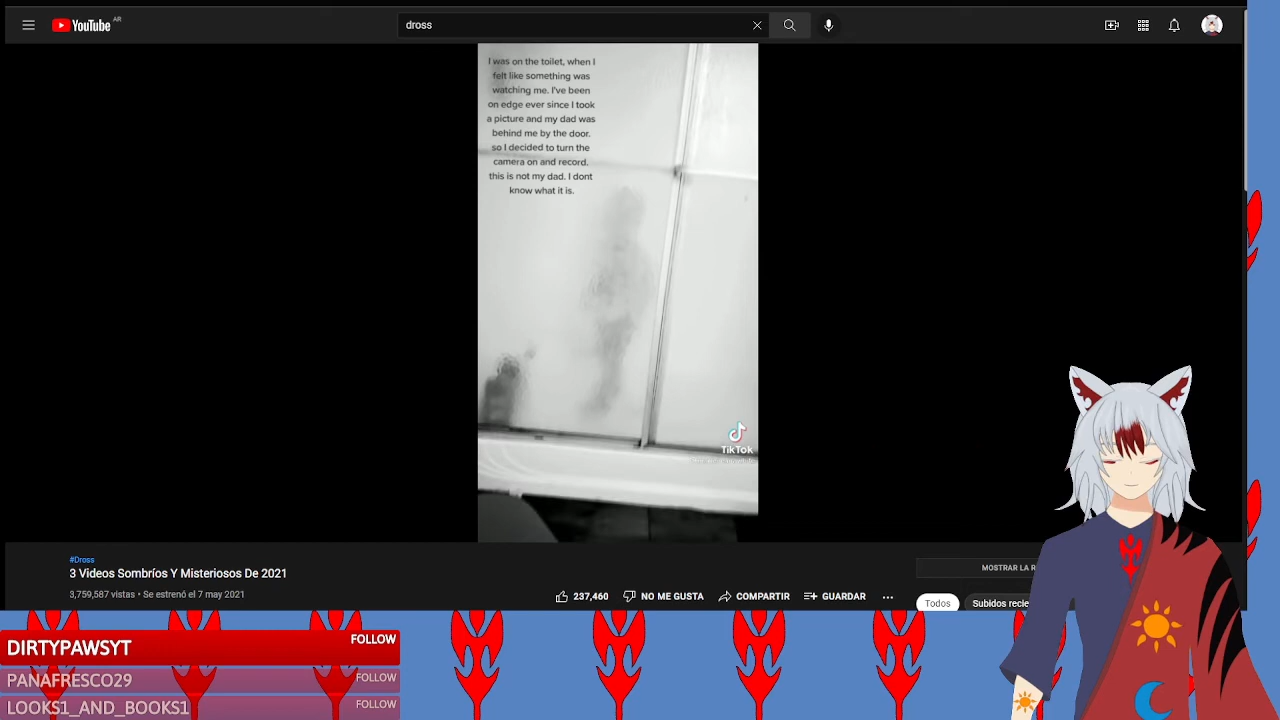 YouTube AR
dross
I was on the toilet, when I
felt like something was
watching me. I've been
on edge ever since I took
a picture and my dad was
behind me by the door.
so I decided to turn the
camera on and record.
this is not my dad. I dont
know what it is.
TikTok
#Dross
3 Videos Sombríos Y Misteriosos De 2021
3,759,587 vistas • Se estrenó el 7 may 2021
237,460 NO ME GUSTA COMPARTIR GUARDAR
MOSTRAR LA R
Todos Subidos recie
DIRTYPAWSYT FOLLOW
PANAFRESCO29 FOLLOW
LOOKS1_AND_BOOKS1 FOLLOW